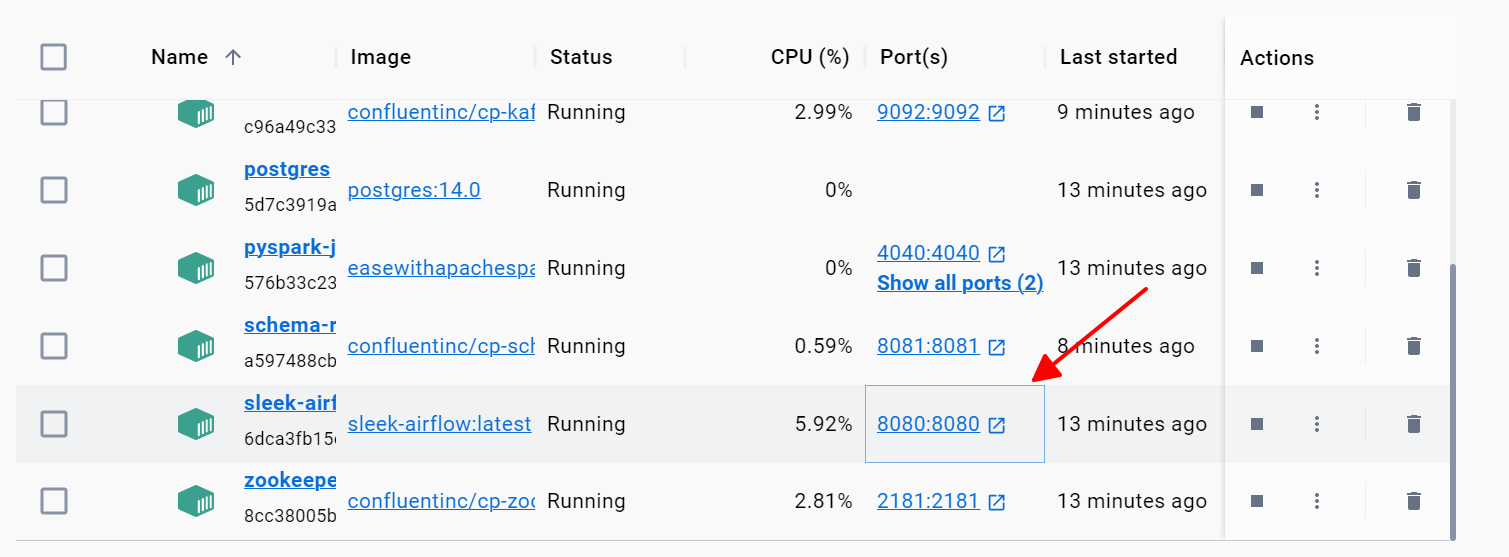 Name Image Status CPU (%) Port(s) Last started Actions
confluentinc/cp-kaf Running 2.99% 9092:9092 9 minutes ago
c96a49c33
postgres
postgres:14.0 Running 0% 13 minutes ago
5d7c3919a
pyspark-j
4040:4040
easewithapachespa Running 0% 13 minutes ago
576b33c23
Show all ports (2)
schema-r
confluentinc/cp-sch Running 0.59% 8081:8081 8 minutes ago
a597488cb
sleek-airf
sleek-airflow:latest Running 5.92% 8080:8080 13 minutes ago
6dca3fb15
zookeepe
confluentinc/cp-zoo Running 2.81% 2181:2181 13 minutes ago
8cc38005b